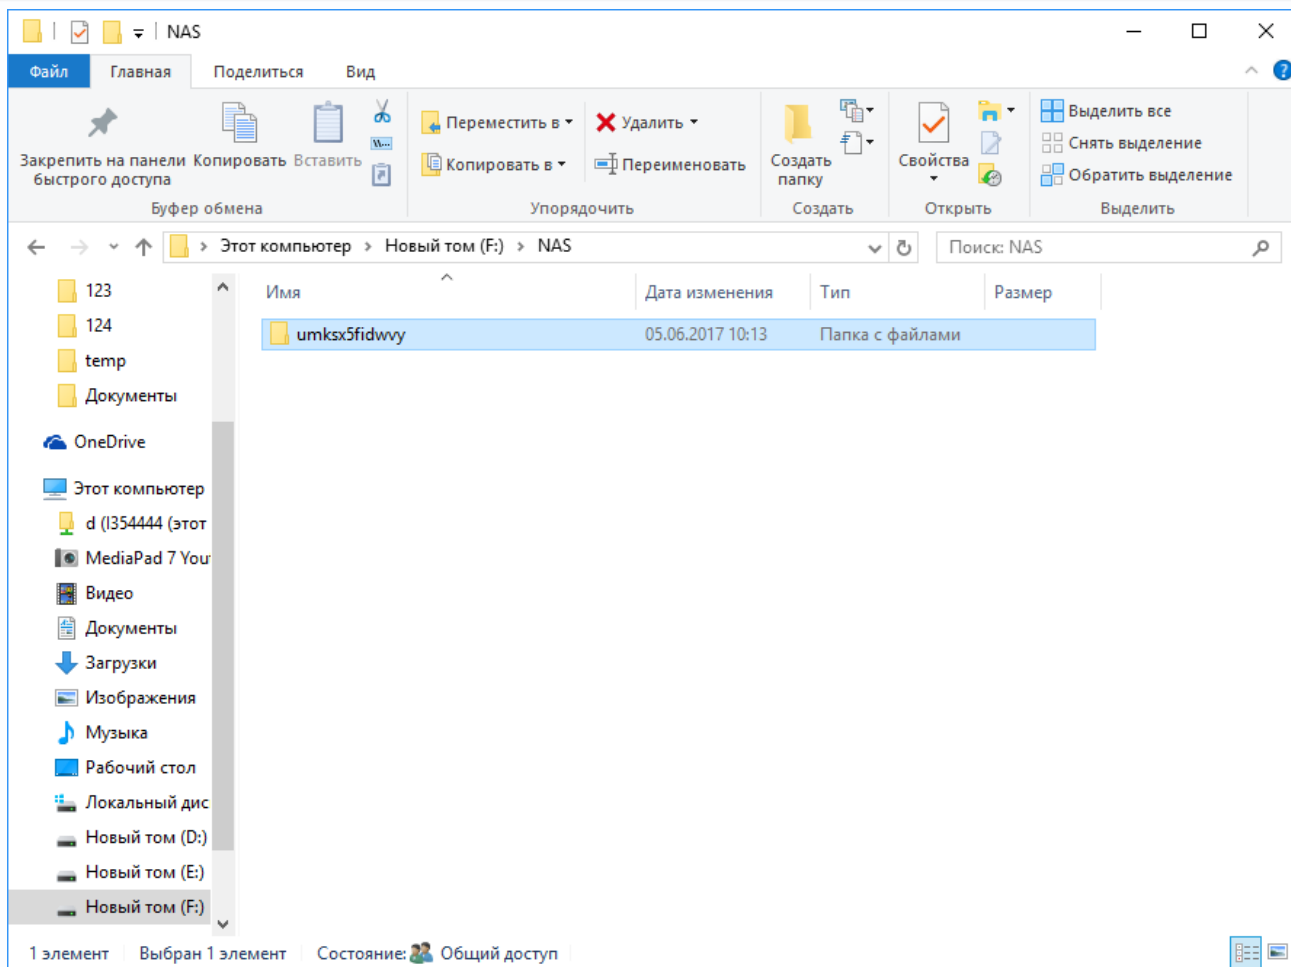 NAS
Файл Главная Поделиться Вид
Переместить в Удалить Выделить все
Снять выделение
Закрепить на панели быстрого доступа Копировать Вставить Копировать в Переименовать Создать папку Свойства Обратить выделение
Буфер обмена Упорядочить Создать Открыть Выделить
Этот компьютер > Новый том (F:) > NAS Поиск: NAS
123
124
temp
Документы
OneDrive
Этот компьютер
d (I354444 (этот
MediaPad 7 You
Видео
Документы
Загрузки
Изображения
Музыка
Рабочий стол
Локальный дис
Новый том (D:)
Новый том (E:)
Новый том (F:)
Имя Дата изменения Тип Размер
umksx5fidwvy 05.06.2017 10:13 Папка с файлами
1 элемент Выбран 1 элемент Состояние: Общий доступ